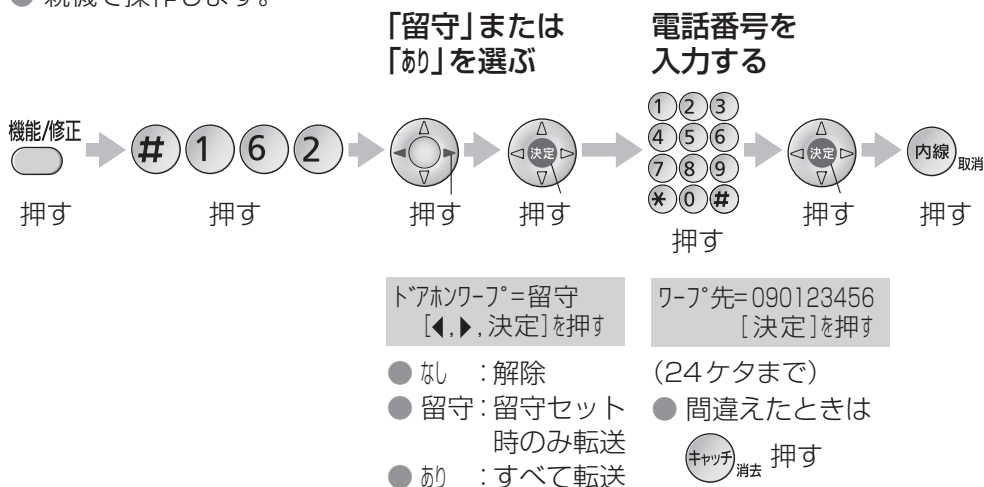 ● 親機で操作します。
「留守」または
「あり」を選ぶ
電話番号を
入力する
機能/修正
# 1 6 2
決定
1 2 3
4 5 6
7 8 9
* 0 #
決定
内線 取消
押す
押す
押す
押す
押す
押す
押す
ﾄﾞｱﾎﾝﾜｰﾌﾟ=留守
[◀,▶,決定]を押す
● なし :解除
● 留守:留守セット
時のみ転送
● あり :すべて転送
ﾜｰﾌﾟ先=090123456
[決定]を押す
(24ケタまで)
● 間違えたときは
キャッチ 消去 押す